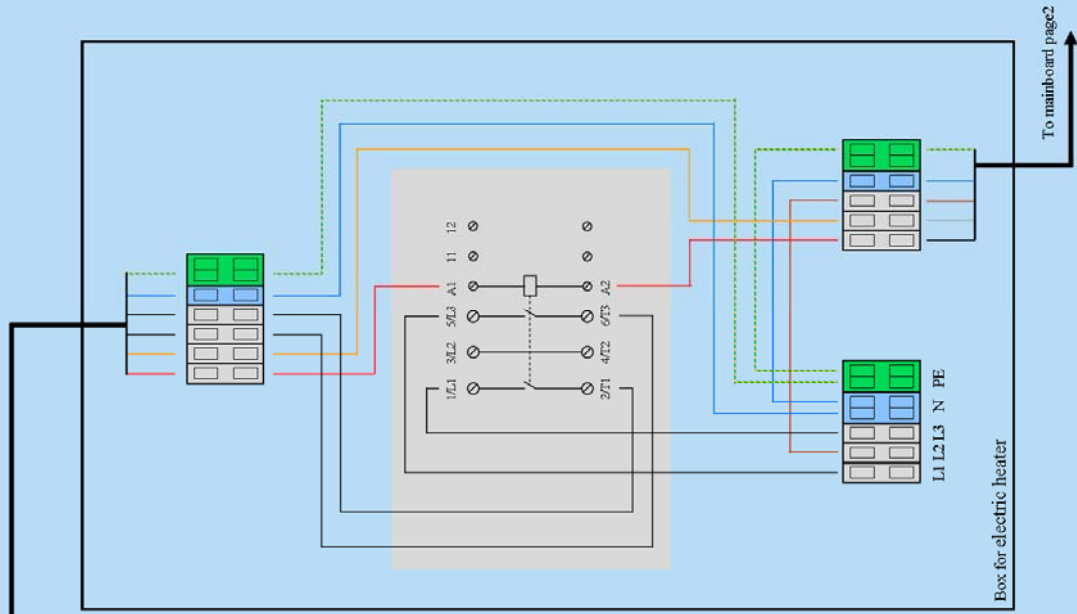 To mainboard page2
12
11
A1
A2
5/L3
6/T3
3/L2
4/T2
1/L1
2/T1
PE
N
L1 L2 L3
Box for electric heater